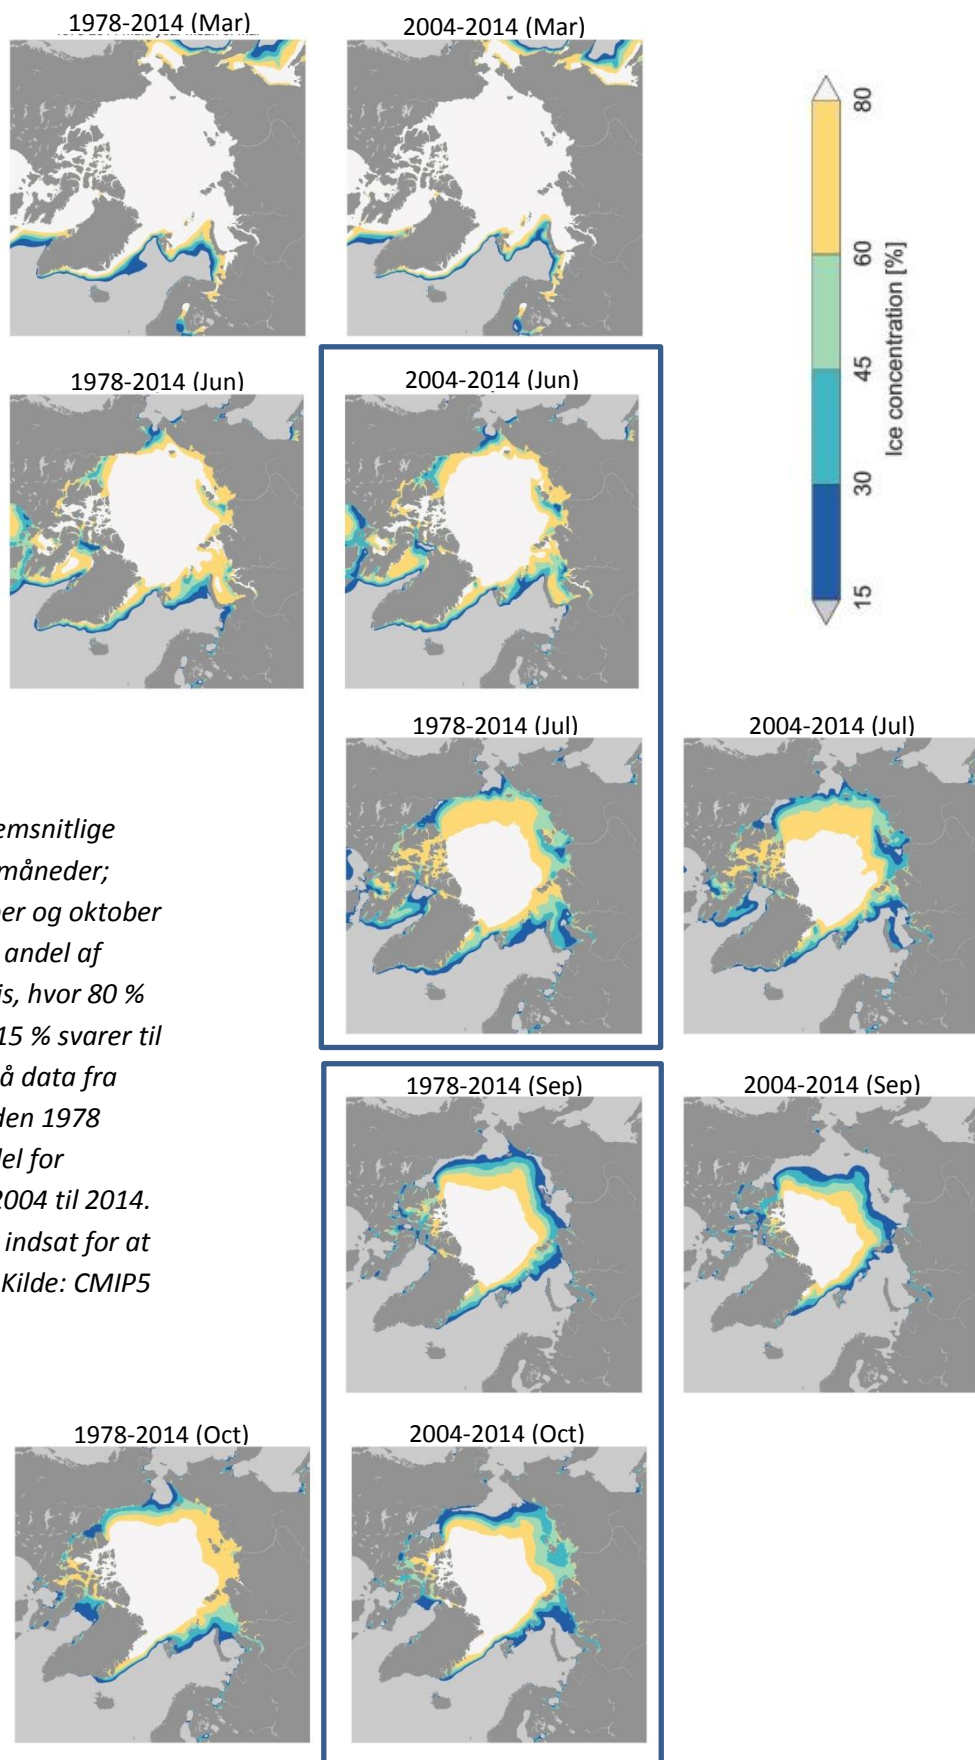 1978-2014 (Mar)
2004-2014 (Mar)
80
60
45
30
15
Ice concentration [%]
1978-2014 (Jun)
2004-2014 (Jun)
1978-2014 (Jul)
2004-2014 (Jul)
emsnitlige
måneder;
er og oktober
andel af
is, hvor 80 %
15 % svarer til
å data fra
den 1978
del for
2004 til 2014.
indsat for at
Kilde: CMIP5
1978-2014 (Sep)
2004-2014 (Sep)
1978-2014 (Oct)
2004-2014 (Oct)